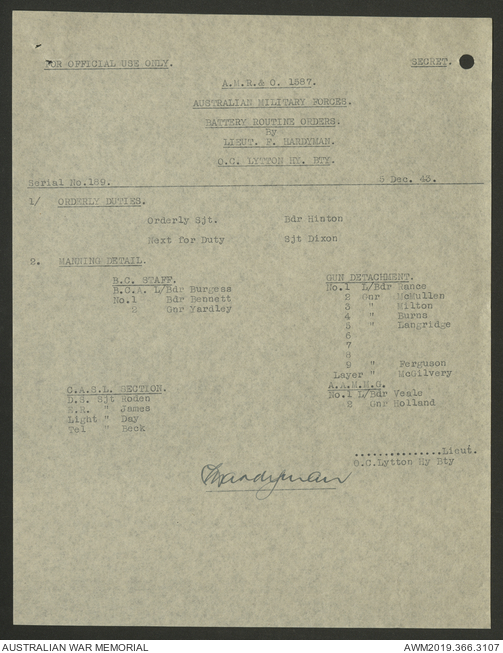 FOR OFFICIAL USE ONLY. SECRET.
A.M.R.& O. 1587.
AUSTRALIAN MILITARY FORCES.
BATTERY ROUTINE ORDERS.
By
LIEUT. F. HARDYMAN.
O.C. LYTTON HY. BTY.
Serial No.189. 5 Dec. 43.
1/ ORDERLY DUTIES.
Orderly Sjt. Bdr Hinton
Next for Duty Sjt Dixon
2. MANNING DETAIL.
B.C. STAFF.
B.C.A. L/Bdr Burgess
No.1 Bdr Bennett
2 Gnr Yardley
GUN DETACHMENT.
No.1 L/Bdr Rance
2 Gnr McMullen
3 " Milton
4 " Burns
5 " Langridge
6
7
8
9 " Ferguson
Layer " McGilvery
A.A.M.M.G.
No.1 L/Bdr Veale
2 Gnr Holland
C.A.S.L. SECTION.
D.S. Sjt Roden
E.R. " James
Light " Day
Tel " Beck
...............Lieut.
O.C.Lytton Hy Bty
Hardyman
AUSTRALIAN WAR MEMORIAL AWM2019.366.3107